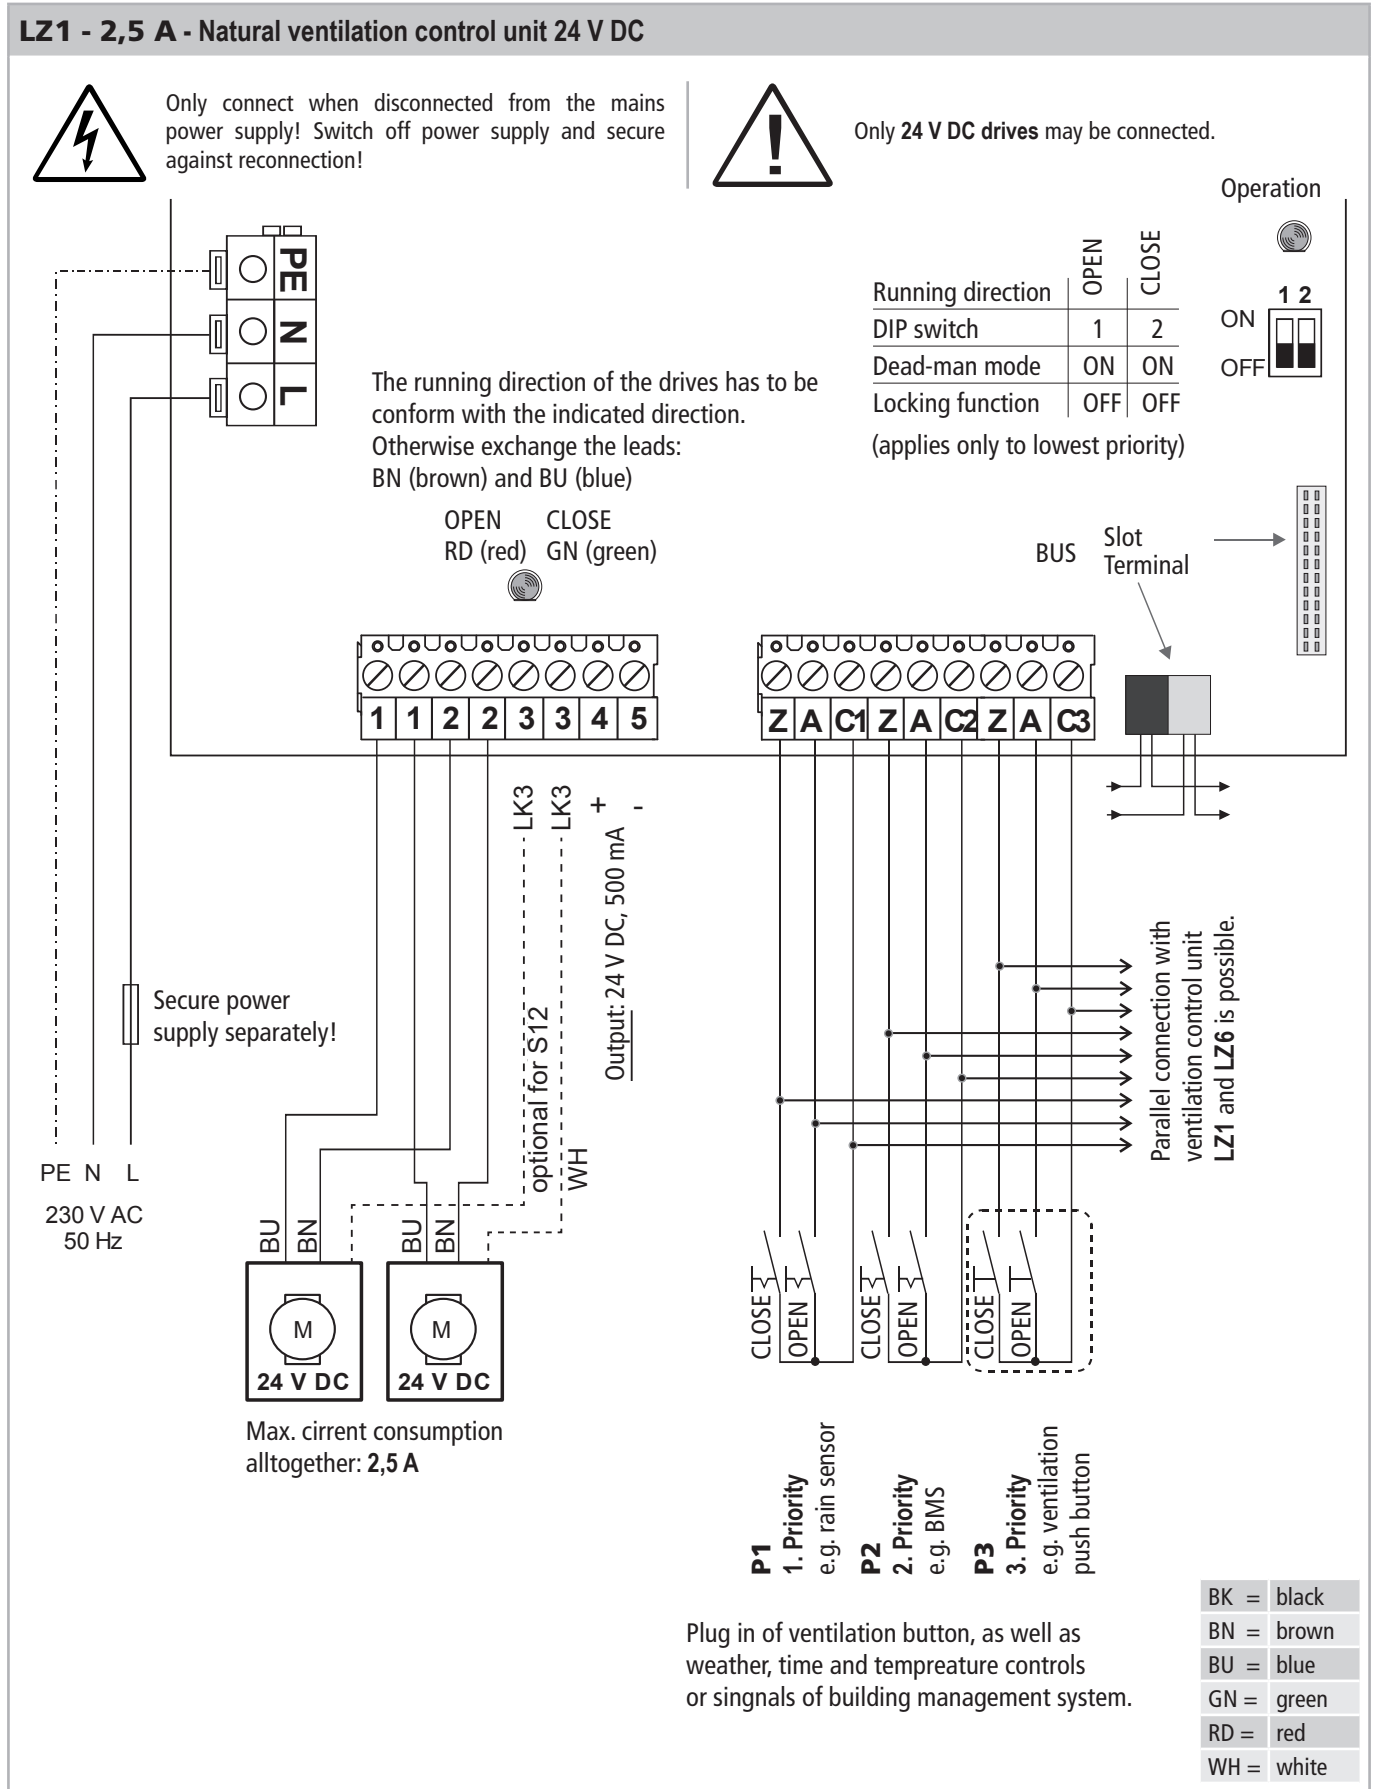 LZ1 - 2,5 A - Natural ventilation control unit 24 V DC
Only connect when disconnected from the mains
power supply! Switch off power supply and secure
against reconnection!
Only 24 V DC drives may be connected.
Operation
PE
N
L
Running direction OPEN CLOSE
DIP switch 1 2
Dead-man mode ON ON
Locking function OFF OFF
(applies only to lowest priority)
1 2
ON
OFF
The running direction of the drives has to be
conform with the indicated direction.
Otherwise exchange the leads:
BN (brown) and BU (blue)
OPEN CLOSE
RD (red) GN (green)
BUS
Slot
Terminal
1 1 2 2 3 3 4 5
Z A C1 Z A C2 Z A C3
LK3
LK3
+
-
Output: 24 V DC, 500 mA
optional for S12
WH
Secure power
supply separately!
Parallel connection with
ventilation control unit
LZ1 and LZ6 is possible.
PE N L
230 V AC
50 Hz
BU
BN
BU
BN
M
24 V DC
M
24 V DC
CLOSE
OPEN
CLOSE
OPEN
CLOSE
OPEN
Max. cirrent consumption
alltogether: 2,5 A
P1
1. Priority
e.g. rain sensor
P2
2. Priority
e.g. BMS
P3
3. Priority
e.g. ventilation
push button
Plug in of ventilation button, as well as
weather, time and tempreature controls
or singnals of building management system.
BK = black
BN = brown
BU = blue
GN = green
RD = red
WH = white